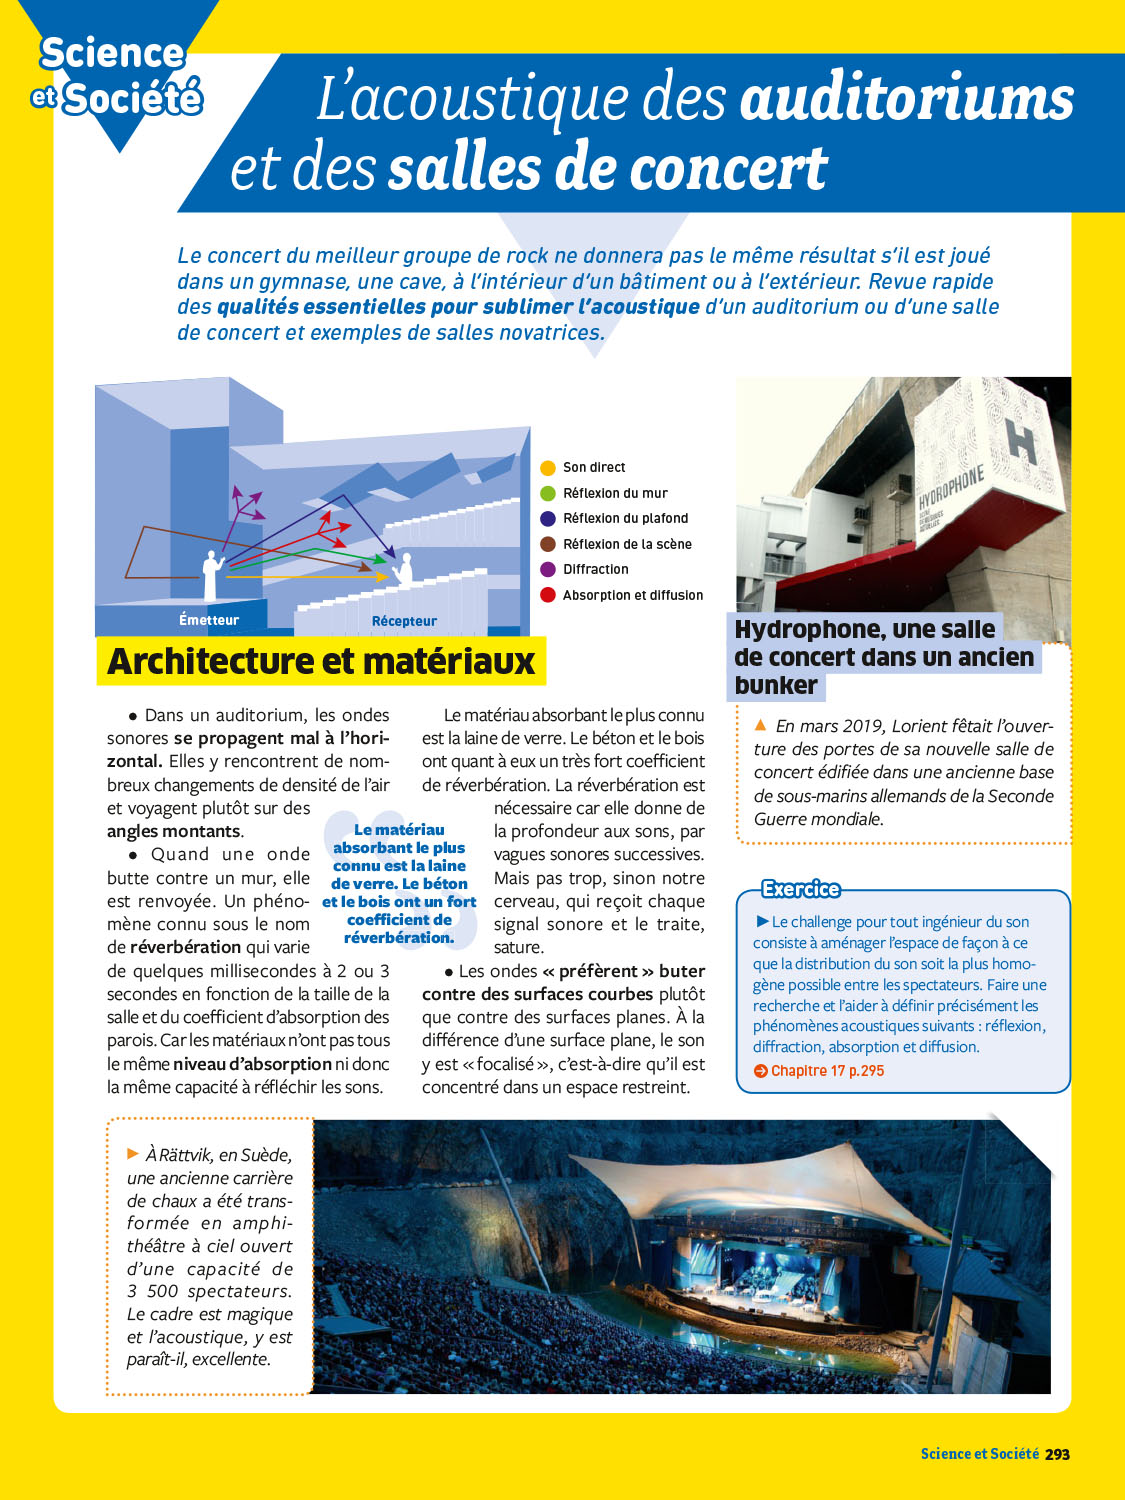 Science
et Société
L'acoustique des auditoriums
et des salles de concert
Le concert du meilleur groupe de rock ne donnera pas le même résultat s'il est joué
dans un gymnase, une cave, à l'intérieur d'un bâtiment ou à l'extérieur. Revue rapide
des qualités essentielles pour sublimer l'acoustique d'un auditorium ou d'une salle
de concert et exemples de salles novatrices.
Émetteur
Récepteur
Son direct
Réflexion du mur
Réflexion du plafond
Réflexion de la scène
Diffraction
Absorption et diffusion
H
HYDROPHONE
Architecture et matériaux
● Dans un auditorium, les ondes
sonores se propagent mal à l'hori-
zontal. Elles y rencontrent de nom-
breux changements de densité de l'air
et voyagent plutôt sur des
angles montants.
● Quand une onde
butte contre un mur, elle
est renvoyée. Un phéno-
mène connu sous le nom
de réverbération qui varie
de quelques millisecondes à 2 ou 3
secondes en fonction de la taille de la
salle et du coefficient d'absorption des
parois. Car les matériaux n'ont pas tous
le même niveau d'absorption ni donc
la même capacité à réfléchir les sons.
Le matériau
absorbant le plus
connu est la laine
de verre. Le béton
et le bois ont un fort
coefficient de
réverbération.
Le matériau absorbant le plus connu
est la laine de verre. Le béton et le bois
ont quant à eux un très fort coefficient
de réverbération. La réverbération est
nécessaire car elle donne de
la profondeur aux sons, par
vagues sonores successives.
Mais pas trop, sinon notre
cerveau, qui reçoit chaque
signal sonore et le traite,
sature.
● Les ondes « préfèrent » buter
contre des surfaces courbes plutôt
que contre des surfaces planes. À la
différence d'une surface plane, le son
y est « focalisé », c'est-à-dire qu'il est
concentré dans un espace restreint.
Hydrophone, une salle
de concert dans un ancien
bunker
▲ En mars 2019, Lorient fêtait l'ouver-
ture des portes de sa nouvelle salle de
concert édifiée dans une ancienne base
de sous-marins allemands de la Seconde
Guerre mondiale.
Exercice
►Le challenge pour tout ingénieur du son
consiste à aménager l'espace de façon à ce
que la distribution du son soit la plus homo-
gène possible entre les spectateurs. Faire une
recherche et l'aider à définir précisément les
phénomènes acoustiques suivants : réflexion,
diffraction, absorption et diffusion.
➔ Chapitre 17 p.295
► À Rättvik, en Suède,
une ancienne carrière
de chaux a été trans-
formée en amphi-
théâtre à ciel ouvert
d'une capacité de
3 500 spectateurs.
Le cadre est magique
et l'acoustique, y est
paraît-il, excellente.
Science et Société 293